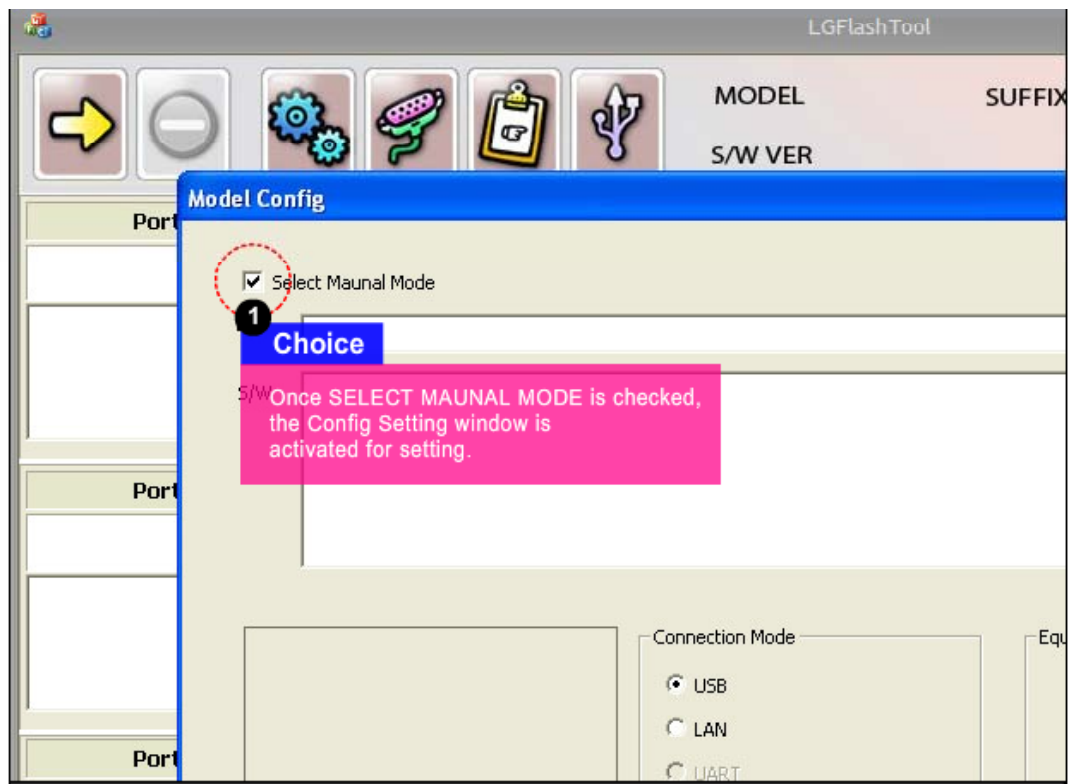 LGFlashTool
MODEL
SUFFIX
S/W VER
Port
Model Config
Select Maunal Mode
1
Choice
S/W
Once SELECT MAUNAL MODE is checked,
the Config Setting window is
activated for setting.
Port
Connection Mode
USB
LAN
UART
Port